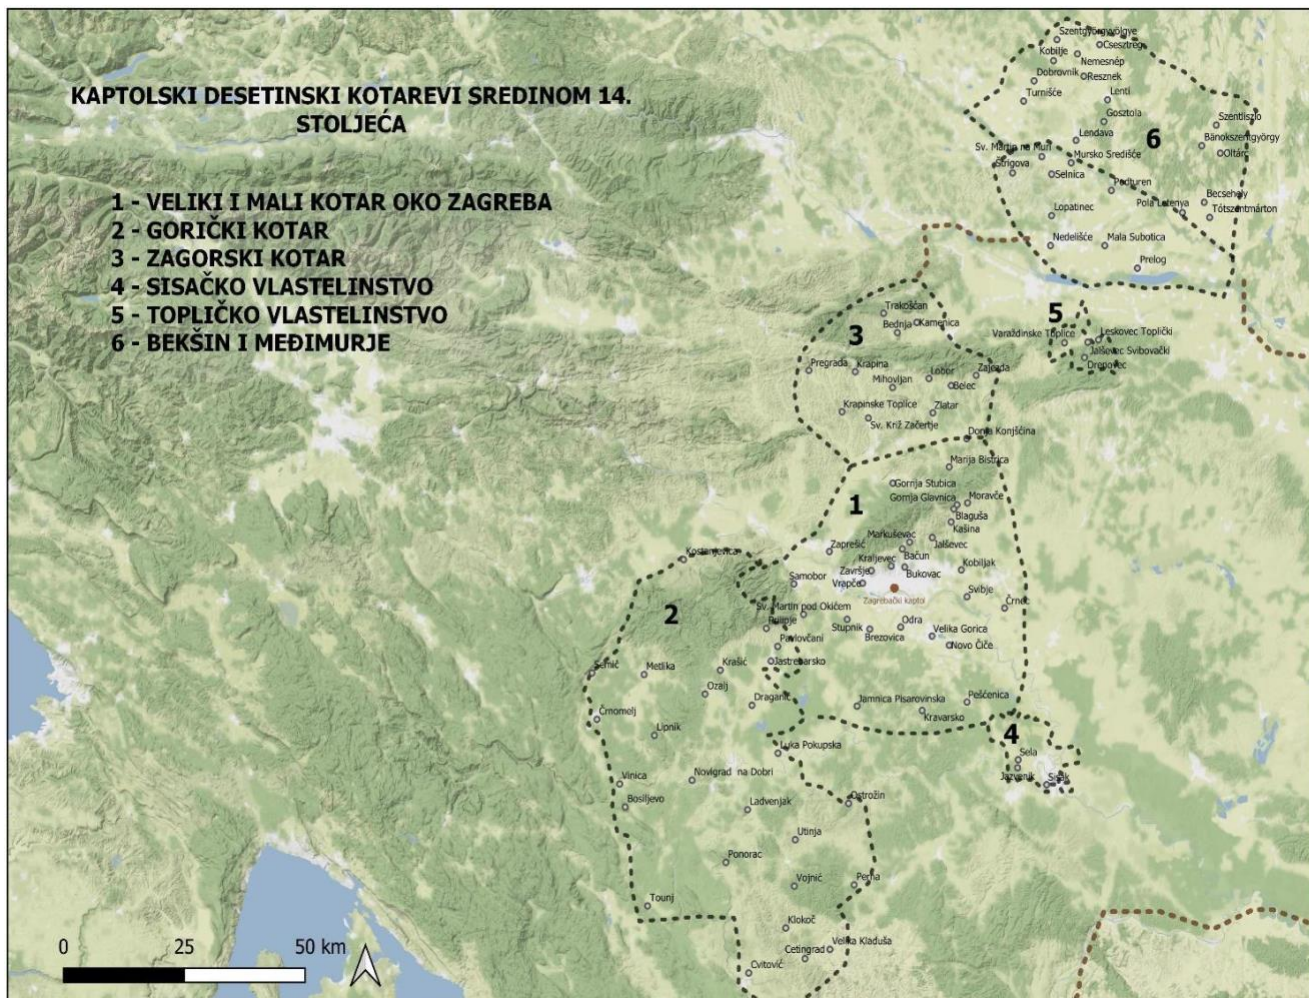 KAPTOLSKI DESETINSKI KOTAREVI SREDINOM 14.
STOLJEĆA
1 - VELIKI I MALI KOTAR OKO ZAGREBA
2 - GORIČKI KOTAR
3 - ZAGORSKI KOTAR
4 - SISAČKO VLASTELINSTVO
5 - TOPLIČKO VLASTELINSTVO
6 - BEKŠIN I MEĐIMURJE
Szentgyörgyvölgye
Csesztreg
Kobilje
Nemesnép
Dobrovnik
Resznek
Turnišče
Lenti
Gosztola
Szentliszlo
Lendava
6
Bánokszentgyörgy
Oltárc
Sv. Martin na Muri
Mursko Središče
Štrigova
Selnica
Podturen
Becsehely
Pola Letenya
Tótszentmárton
Lopatinec
Nedelišće
Mala Subotica
Prelog
5
Varaždinske Toplice
Leskovec Toplički
Jalševec Svibovački
Drenovec
Trakošćan
Bednja
Kamenica
3
Pregrada
Krapina
Lobor
Zajezda
Mihovljan
Belec
Krapinske Toplice
Zlatar
Sv. Križ Začertje
Donja Konjšćina
Marija Bistrica
Gornja Stubica
Gornja Glavnica
Moravče
1
Blaguša
Kašina
Markuševec
Jalševec
Zaprešić
Bačun
Kraljevec
Završje
Bukovac
Kobiljak
Vrapče
Samobor
Zagrebački kaptol
Svibje
Črnec
Kostanjevica
2
Sv. Martin pod Okićem
Stupnik
Brezovica
Odra
Velika Gorica
Pavlovčani
Novo Čiče
Semič
Metlika
Krašić
Jastrebarsko
Ozalj
Draganić
Jamnica Pisarovinska
Pešćenica
Kravarsko
Črnomelj
Lipnik
4
Sela
Luka Pokupska
Jazvenik
Sisak
Vinica
Novigrad na Dobri
Bosiljevo
Ladvenjak
Ostrožin
Utinja
Ponorac
Vojnić
Perna
Tounj
Klokoč
Velika Kladuša
Cetingrad
Cvitović
0 25 50 km